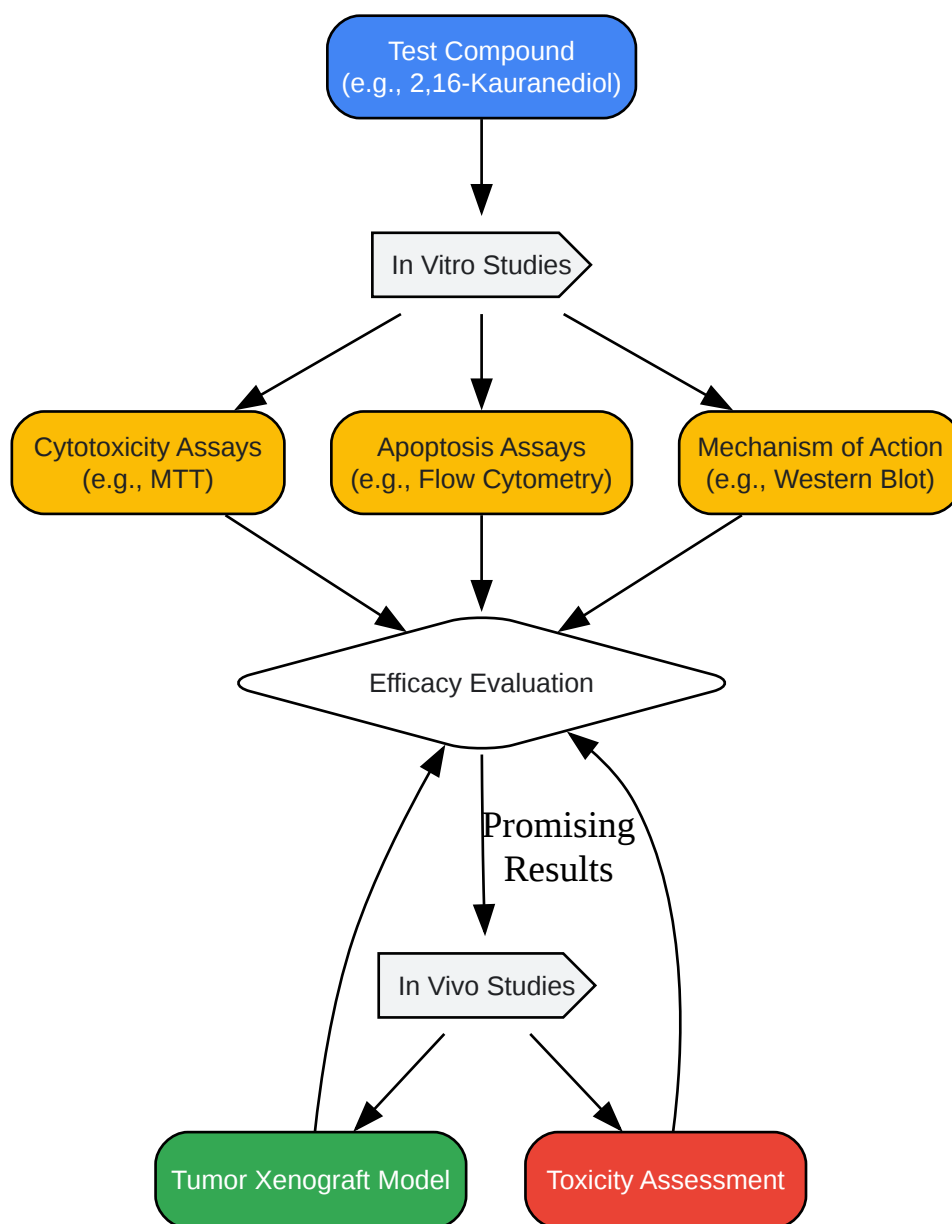 Test Compound
(e.g., 2,16-Kauranediol)
In Vitro Studies
Cytotoxicity Assays
(e.g., MTT)
Apoptosis Assays
(e.g., Flow Cytometry)
Mechanism of Action
(e.g., Western Blot)
Efficacy Evaluation
Promising
Results
In Vivo Studies
Tumor Xenograft Model
Toxicity Assessment